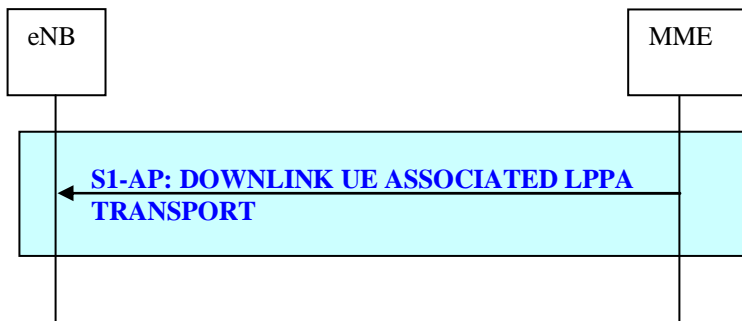 eNB
MME
S1-AP: DOWNLINK UE ASSOCIATED LPPA
TRANSPORT